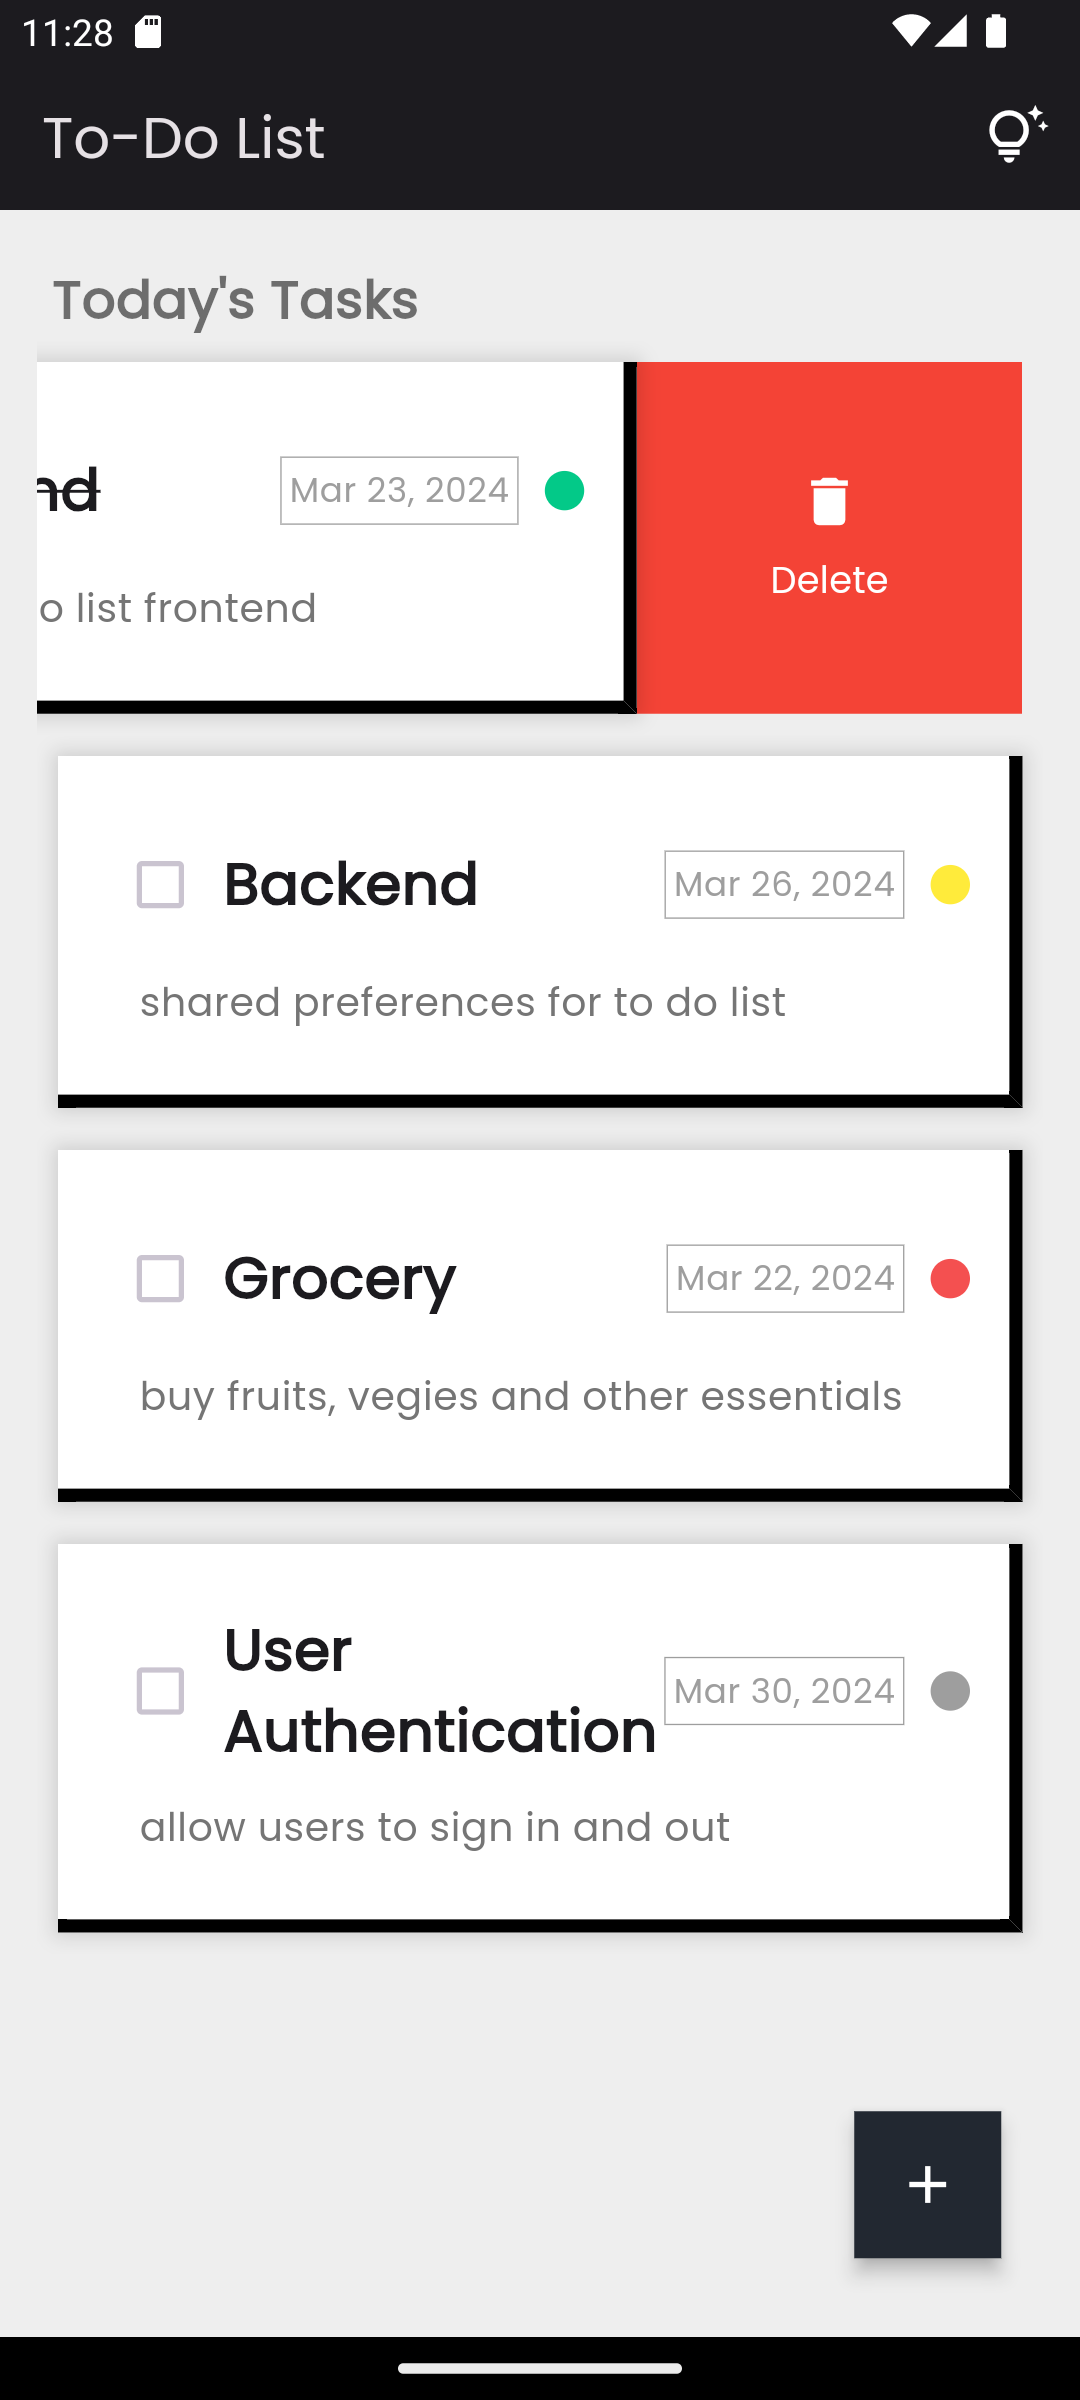 11:28
To-Do List
Today's Tasks
nd
Mar 23, 2024
o list frontend
Delete
Backend
Mar 26, 2024
shared preferences for to do list
Grocery
Mar 22, 2024
buy fruits, vegies and other essentials
User
Authentication
Mar 30, 2024
allow users to sign in and out